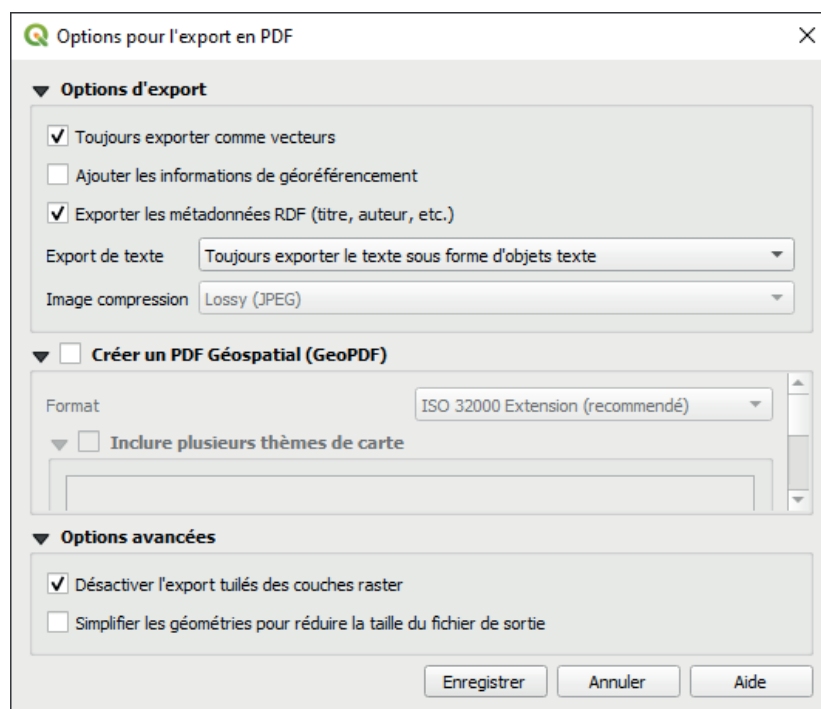 Options pour l'export en PDF
Options d'export
Toujours exporter comme vecteurs
Ajouter les informations de géoréférencement
Exporter les métadonnées RDF (titre, auteur, etc.)
Export de texte Toujours exporter le texte sous forme d'objets texte
Image compression Lossy (JPEG)
Créer un PDF Géospatial (GeoPDF)
Format ISO 32000 Extension (recommendé)
Inclure plusieurs thèmes de carte
Options avancées
Désactiver l'export tuilés des couches raster
Simplifier les géométries pour réduire la taille du fichier de sortie
Enregistrer Annuler Aide